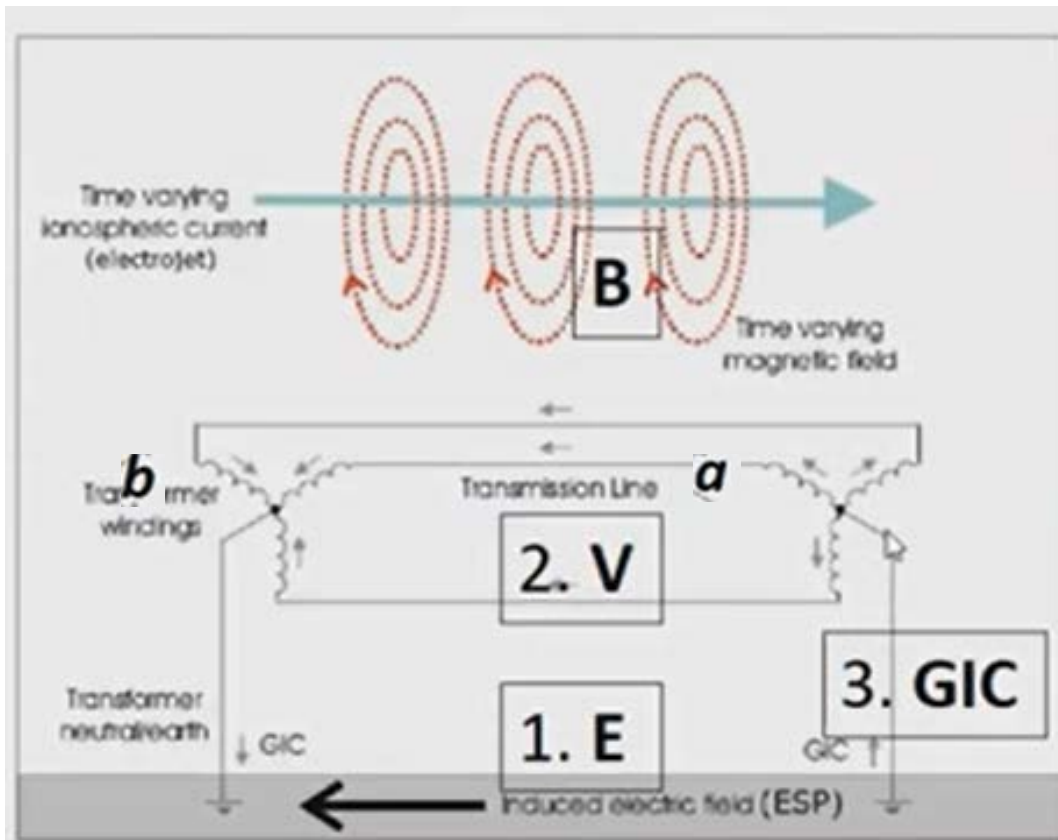 Time varying
ionospheric current
(electrojet)
B
Time varying
magnetic field
b
a
Transmission Line
windings
2. V
3. GIC
Transformer
neutral/earth
GIC
1. E
GIC
Induced electric field (ESP)